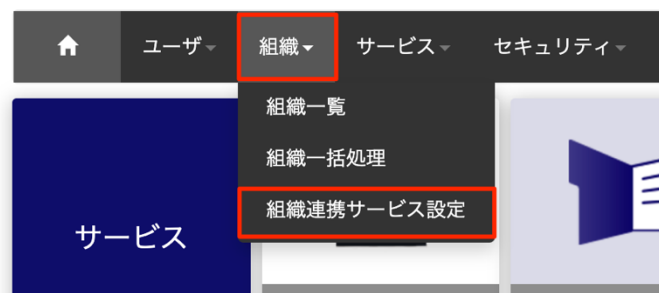 ユーザ
組織
サービス
セキュリティ
組織一覧
組織一括処理
組織連携サービス設定
サービス